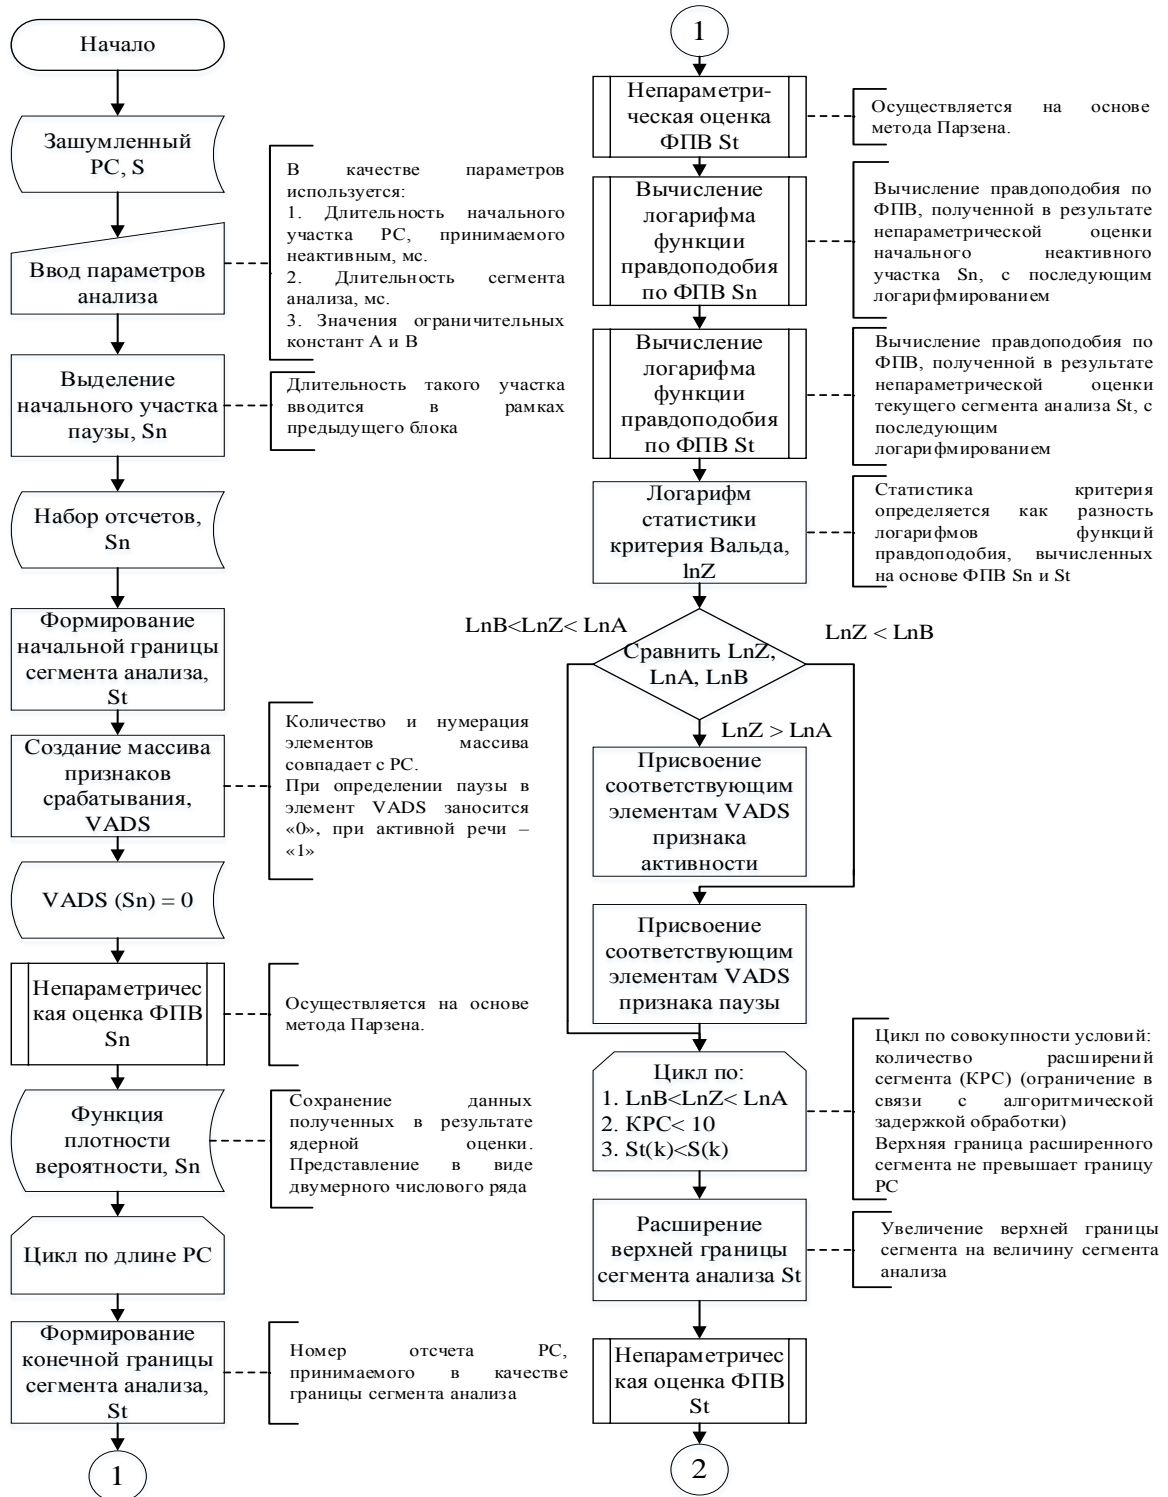 Начало
Зашумленный
РС, S
Ввод параметров
анализа
В качестве параметров
используется:
1. Длительность начального
участка РС, принимаемого
неактивным, мс.
2. Длительность сегмента
анализа, мс.
3. Значения ограничительных
констант А и В
Выделение
начального участка
паузы, Sn
Длительность такого участка
вводится в рамках
предыдущего блока
Набор отсчетов,
Sn
Формирование
начальной границы
сегмента анализа,
St
Создание массива
признаков
срабатывания,
VADS
Количество и нумерация
элементов массива
совпадает с РС.
При определении паузы в
элемент VADS заносится
«0», при активной речи –
«1»
VADS (Sn) = 0
Непараметричес
кая оценка ФПВ
Sn
Осуществляется на основе
метода Парзена.
Функция
плотности
вероятности, Sn
Сохранение данных
полученных в результате
ядерной оценки.
Представление в виде
двумерного числового ряда
Цикл по длине РС
Формирование
конечной границы
сегмента анализа,
St
Номер отсчета РС,
принимаемого в качестве
границы сегмента анализа
1
1
Непараметри-
ческая оценка
ФПВ St
Осуществляется на основе
метода Парзена.
Вычисление
логарифма
функции
правдоподобия
по ФПВ Sn
Вычисление правдоподобия по
ФПВ, полученной в результате
непараметрической оценки
начального неактивного
участка Sn, с последующим
логарифмированием
Вычисление
логарифма
функции
правдоподобия
по ФПВ St
Вычисление правдоподобия по
ФПВ, полученной в результате
непараметрической оценки
текущего сегмента анализа St, с
последующим
логарифмированием
Логарифм
статистики
критерия Вальда,
lnZ
Статистика критерия
определяется как разность
логарифмов функций
правдоподобия, вычисленных
на основе ФПВ Sn и St
LnB<LnZ< LnA
LnZ < LnB
Сравнить LnZ,
LnA, LnB
LnZ > LnA
Присвоение
соответствующим
элементам VADS
признака
активности
Присвоение
соответствующим
элементам VADS
признака паузы
Цикл по:
1. LnB<LnZ< LnA
2. КРС< 10
3. St(k)<S(k)
Цикл по совокупности условий:
количество расширений
сегмента (КРС) (ограничение в
связи с алгоритмической
задержкой обработки)
Верхняя граница расширенного
сегмента не превышает границу
РС
Расширение
верхней границы
сегмента анализа St
Увеличение верхней границы
сегмента на величину сегмента
анализа
Непараметричес
кая оценка ФПВ
St
2